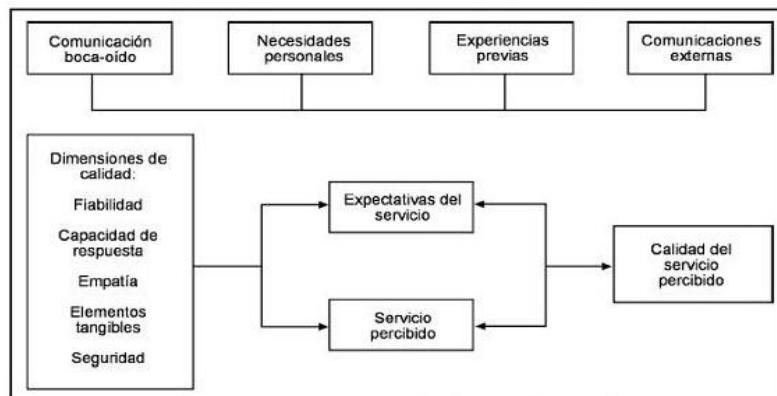 Comunicación
boca-oído
Necesidades
personales
Experiencias
previas
Comunicaciones
externas
Dimensiones de
calidad:
Fiabilidad
Capacidad de
respuesta
Empatía
Elementos
tangibles
Seguridad
Expectativas del
servicio
Servicio
percibido
Calidad del
servicio
percibido